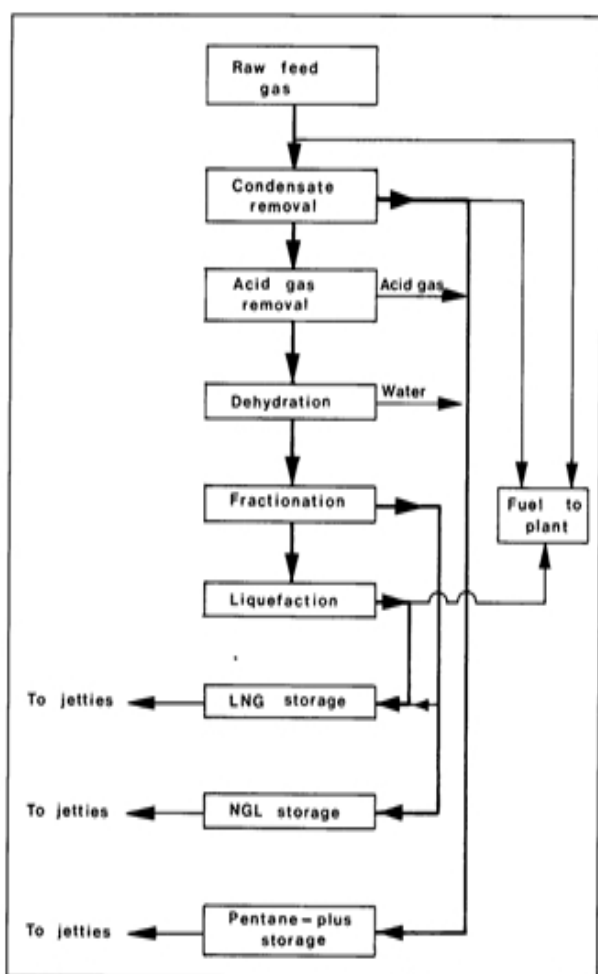 Raw feed
gas
Condensate
removal
Acid gas
removal
Acid gas
Dehydration
Water
Fractionation
Fuel to
plant
Liquefaction
To jetties
LNG storage
To jetties
NGL storage
To jetties
Pentane-plus
storage